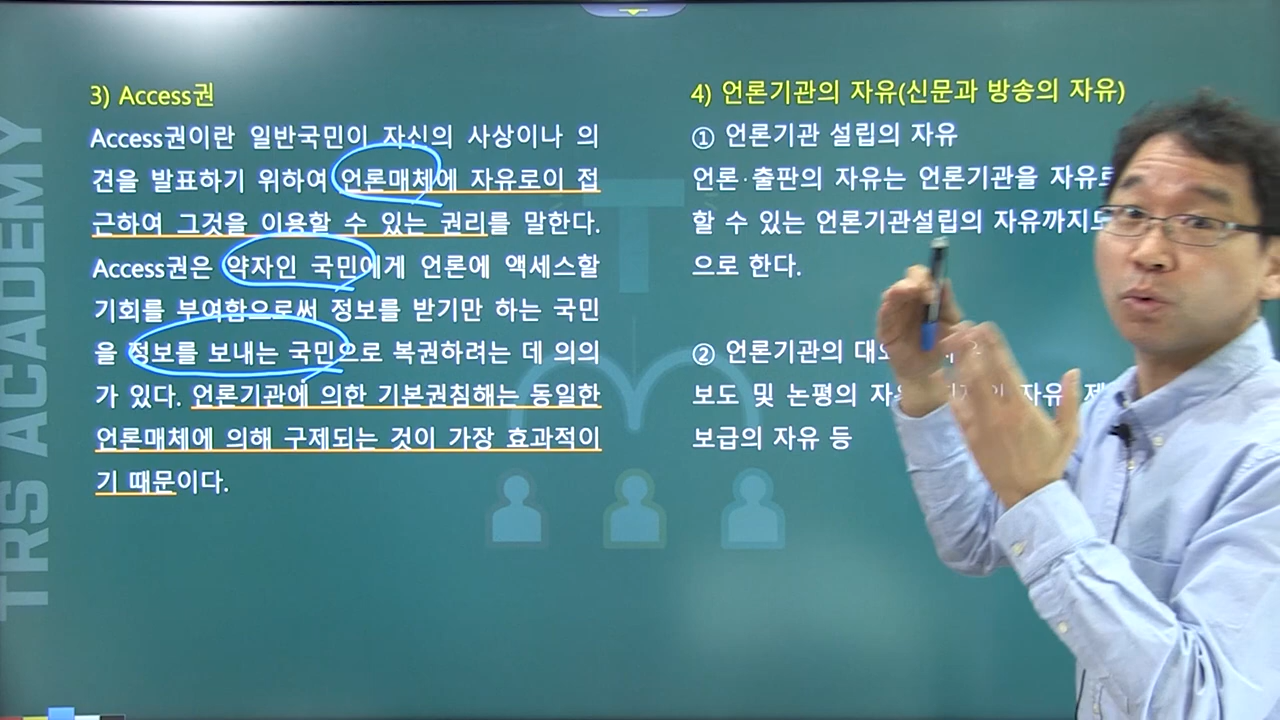 3) Access권
Access권이란 일반국민이 자신의 사상이나 의
견을 발표하기 위하여 언론매체에 자유로이 접
근하여 그것을 이용할 수 있는 권리를 말한다.
Access권은 약자인 국민에게 언론에 액세스할
기회를 부여함으로써 정보를 받기만 하는 국민
을 정보를 보내는 국민으로 복권하려는 데 의의
가 있다. 언론기관에 의한 기본권침해는 동일한
언론매체에 의해 구제되는 것이 가장 효과적이
기 때문이다.
4) 언론기관의 자유(신문과 방송의 자유)
① 언론기관 설립의 자유
언론·출판의 자유는 언론기관을
할 수 있는 언론기관설립의 자유까지도
으로 한다.
② 언론기관의
보도 및 논평의 자유
보급의 자유 등
TRS ACADEMY